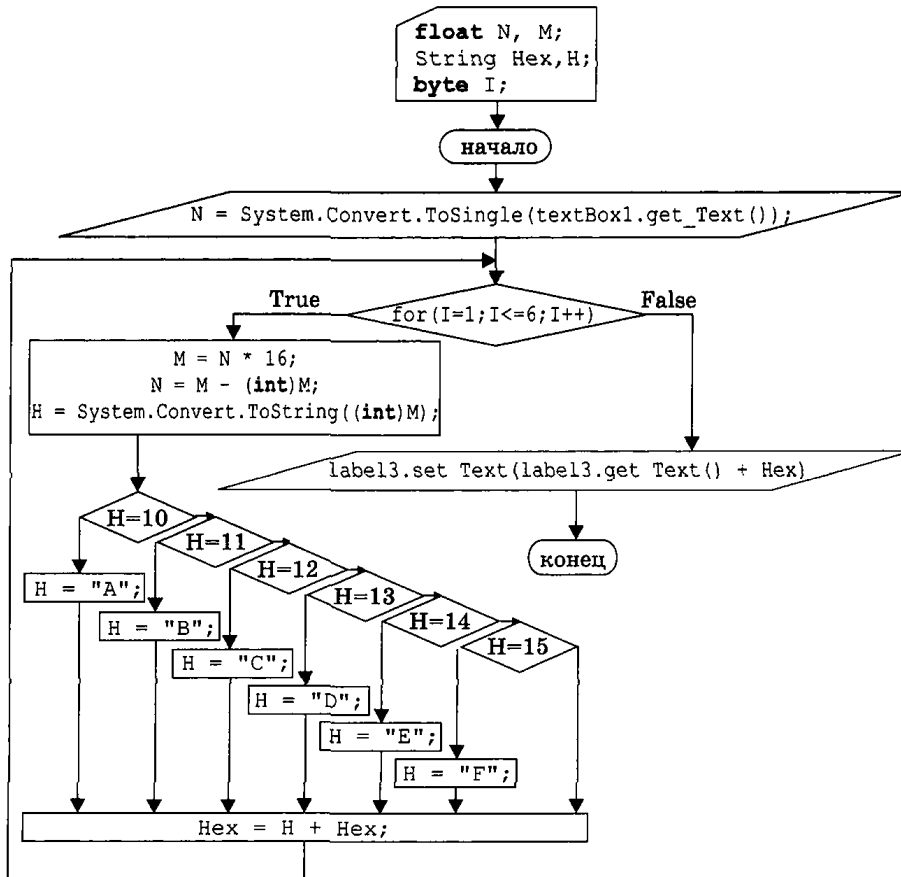 float N, M;
String Hex,H;
byte I;
начало
N = System.Convert.ToSingle(textBox1.get_Text());
True
for(I=1;I<=6;I++)
False
M = N * 16;
N = M - (int)M;
H = System.Convert.ToString((int)M);
label3.set Text(label3.get Text() + Hex)
H=10
H=11
H=12
H=13
H=14
H=15
конец
H = "A";
H = "B";
H = "C";
H = "D";
H = "E";
H = "F";
Hex = H + Hex;